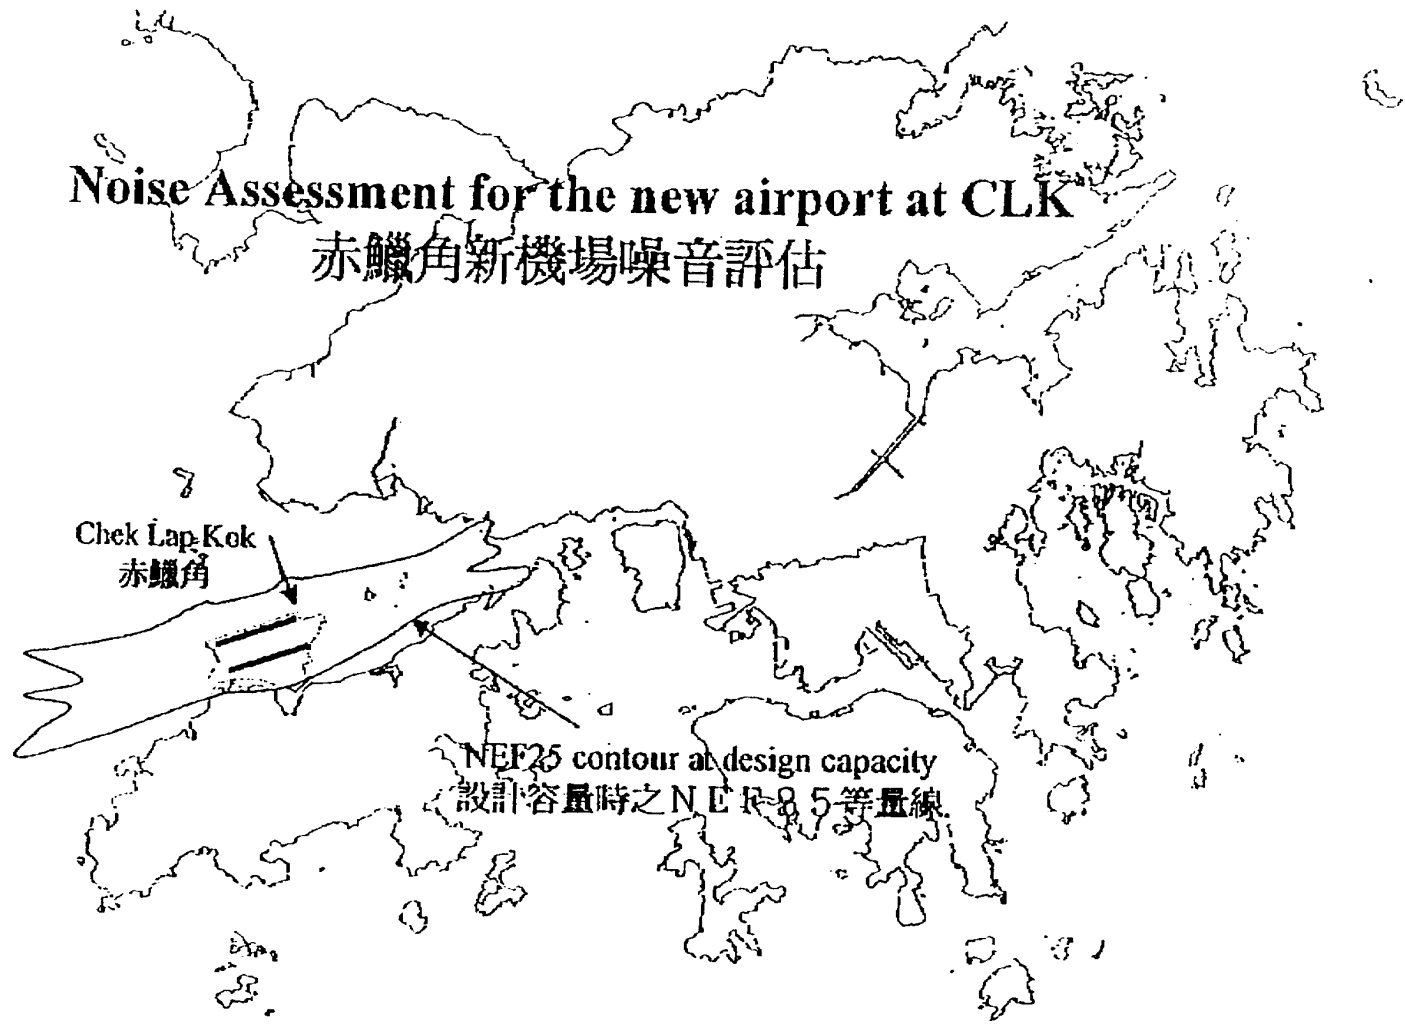 Noise Assessment for the new airport at CLK
赤鱲角新機場噪音評估
Chek Lap Kok
赤鱲角
NEF25 contour at design capacity
設計容量時之ＮＥＦ２５等量線